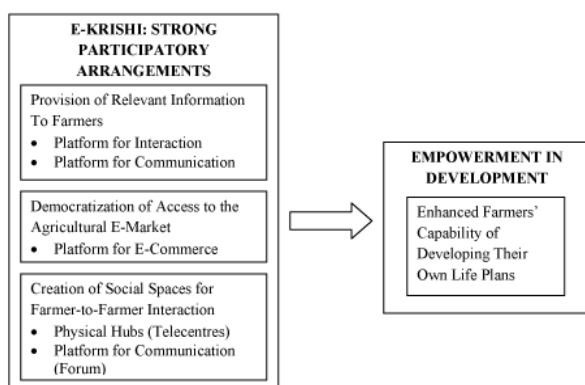 E-KRISHI: STRONG
PARTICIPATORY
ARRANGEMENTS
Provision of Relevant Information
To Farmers
• Platform for Interaction
• Platform for Communication
Democratization of Access to the
Agricultural E-Market
• Platform for E-Commerce
Creation of Social Spaces for
Farmer-to-Farmer Interaction
• Physical Hubs (Telecentres)
• Platform for Communication
(Forum)
EMPOWERMENT IN
DEVELOPMENT
Enhanced Farmers'
Capability of
Developing Their
Own Life Plans